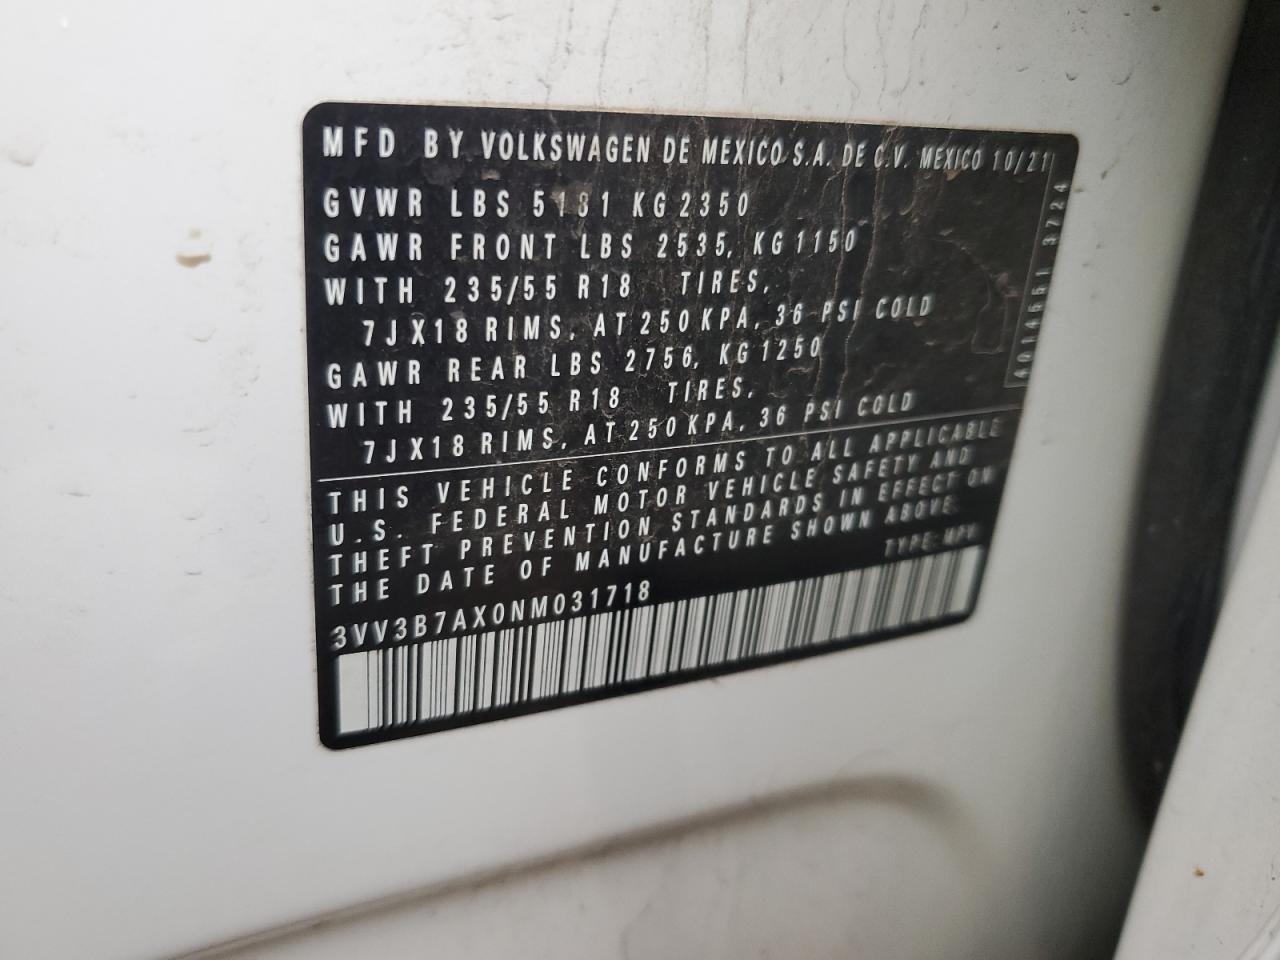 MFD BY VOLKSWAGEN DE MEXICO S.A. DE C.V. MEXICO 10/21
GVWR LBS 5181 KG 2350
GAWR FRONT LBS 2535, KG 1150
WITH 235/55 R18 TIRES,
7JX18 RIMS, AT 250 KPA, 36 PSI COLD
GAWR REAR LBS 2756, KG 1250
WITH 235/55 R18 TIRES,
7JX18 RIMS, AT 250 KPA, 36 PSI COLD
THIS VEHICLE CONFORMS TO ALL APPLICABLE
U.S. FEDERAL MOTOR VEHICLE SAFETY AND
THEFT PREVENTION STANDARDS IN EFFECT ON
THE DATE OF MANUFACTURE SHOWN ABOVE.
TYPE: MPV
3VV3B7AX0NM031718